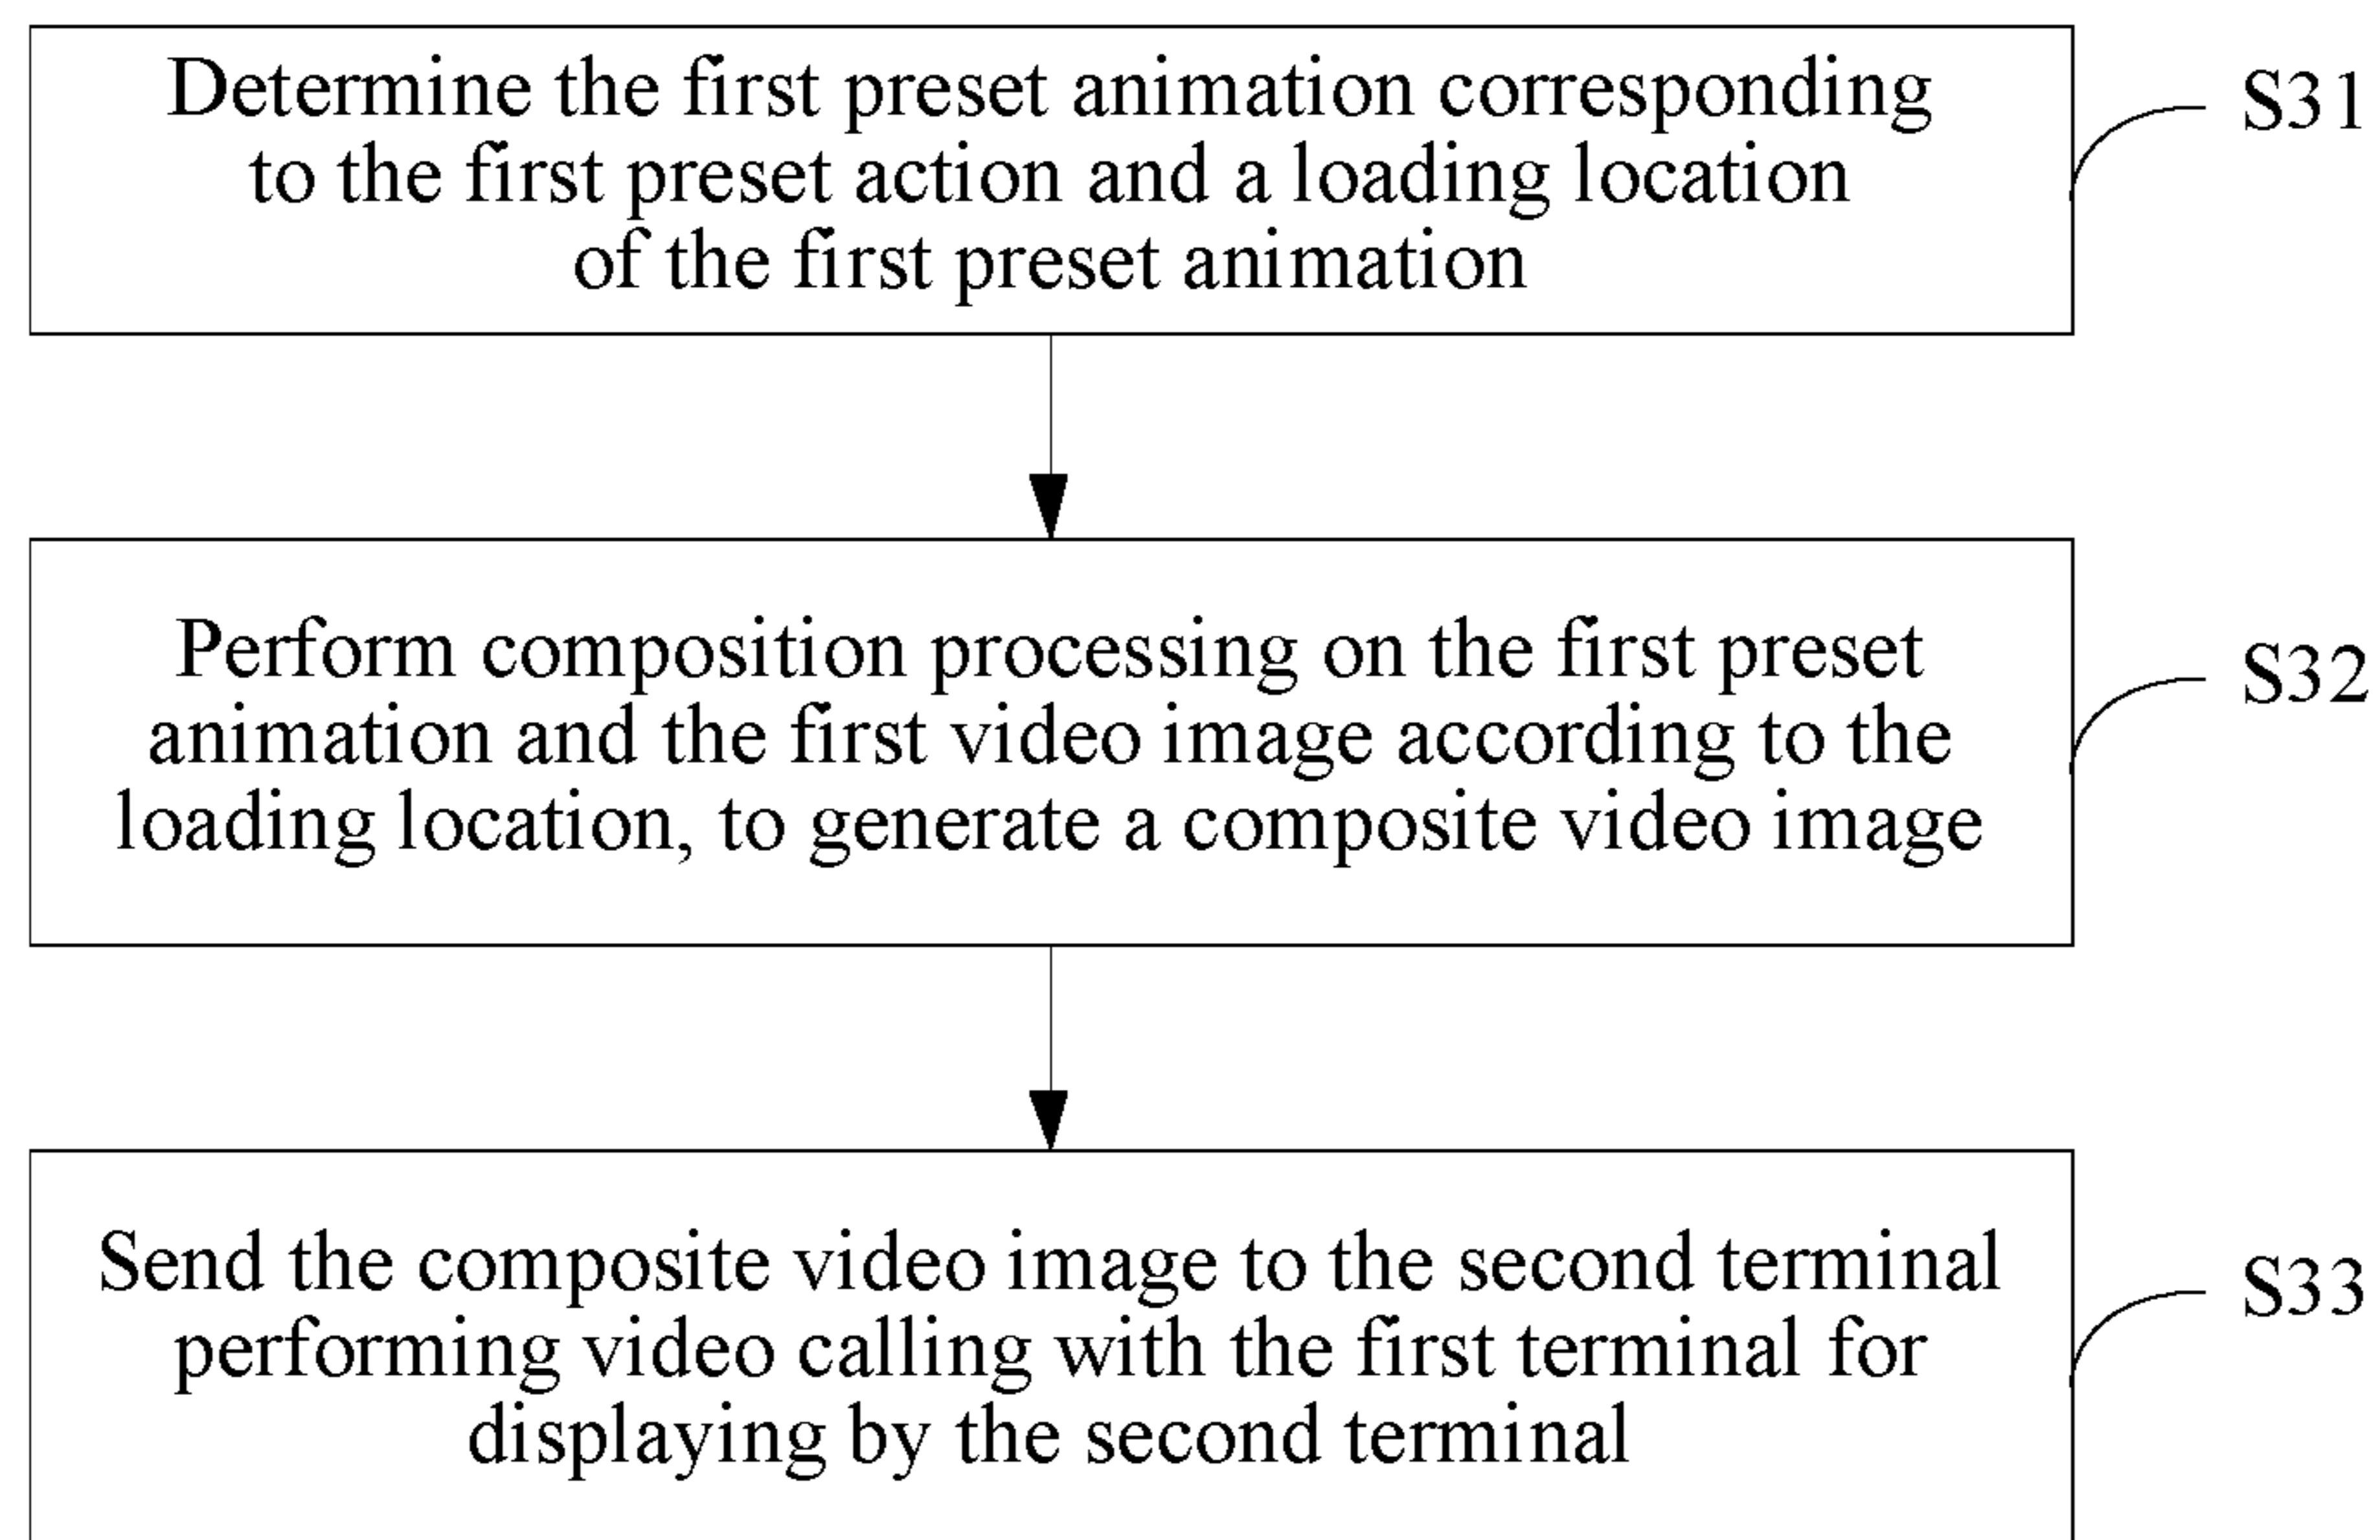 Determine the first preset animation corresponding
to the first preset action and a loading location
of the first preset animation
S31
Perform composition processing on the first preset
animation and the first video image according to the
loading location, to generate a composite video image
S32
Send the composite video image to the second terminal
performing video calling with the first terminal for
displaying by the second terminal
S33